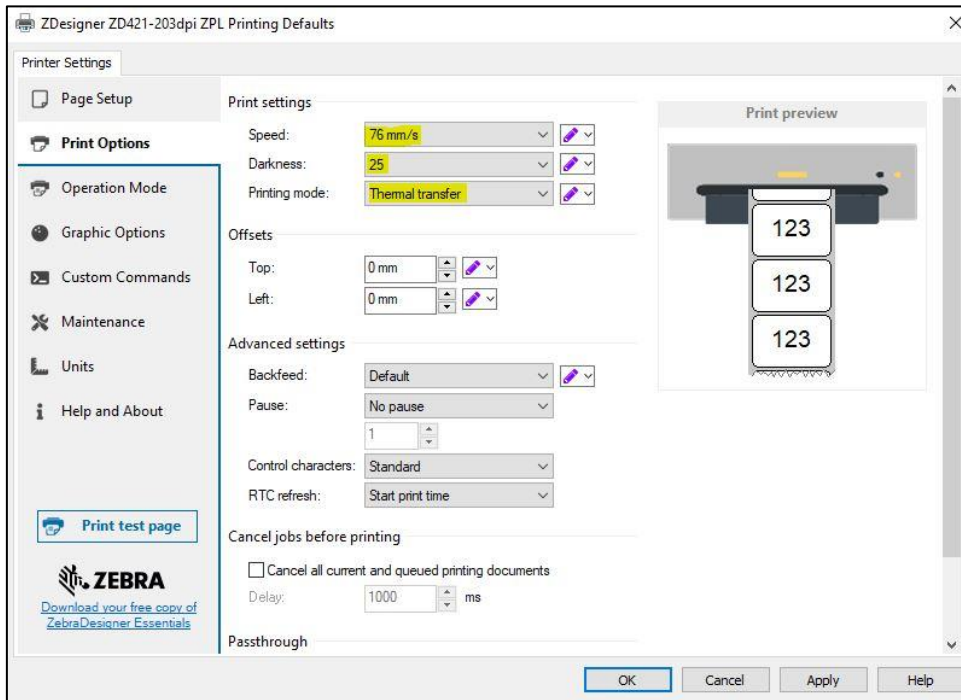 ZDesigner ZD421-203dpi ZPL Printing Defaults
Printer Settings
Page Setup
Print Options
Operation Mode
Graphic Options
Custom Commands
Maintenance
Units
Help and About
Print test page
ZEBRA
Download your free copy of
ZebraDesigner Essentials
Print settings
Speed: 76 mm/s
Darkness: 25
Printing mode: Thermal transfer
Offsets
Top: 0 mm
Left: 0 mm
Advanced settings
Backfeed: Default
Pause: No pause
1
Control characters: Standard
RTC refresh: Start print time
Cancel jobs before printing
Cancel all current and queued printing documents
Delay: 1000 ms
Passthrough
Print preview
123
123
123
OK Cancel Apply Help